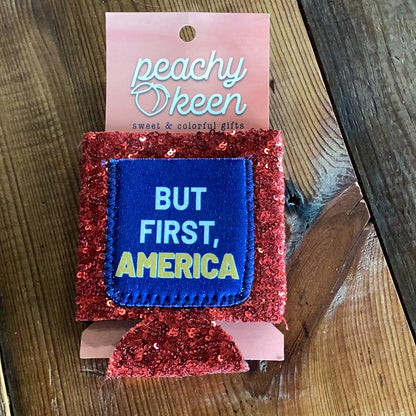 peachy
keen
sweet & colorful gifts
BUT
FIRST,
AMERICA